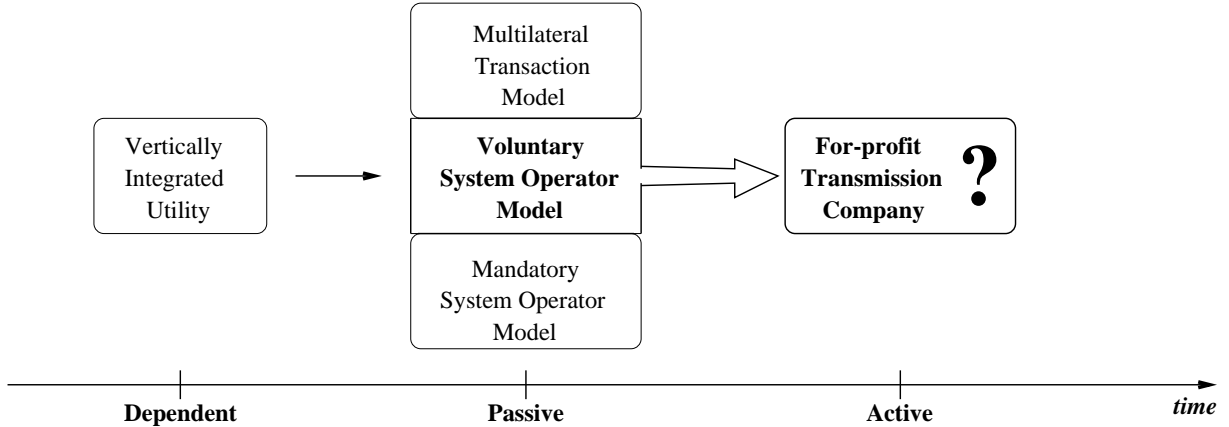 Multilateral
Transaction
Model
Vertically
Integrated
Utility
Voluntary
System Operator
Model
For-profit
Transmission
Company
?
Mandatory
System Operator
Model
Dependent
Passive
Active
time